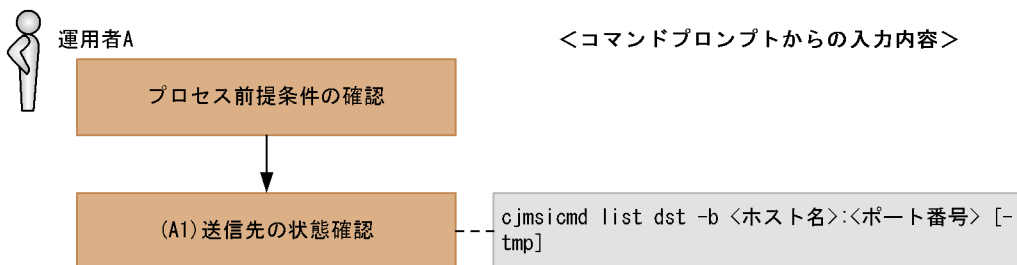 運用者A
＜コマンドプロンプトからの入力内容＞
プロセス前提条件の確認
(A1)送信先の状態確認
cjmsicmd list dst -b <ホスト名>:<ポート番号> [-
tmp]